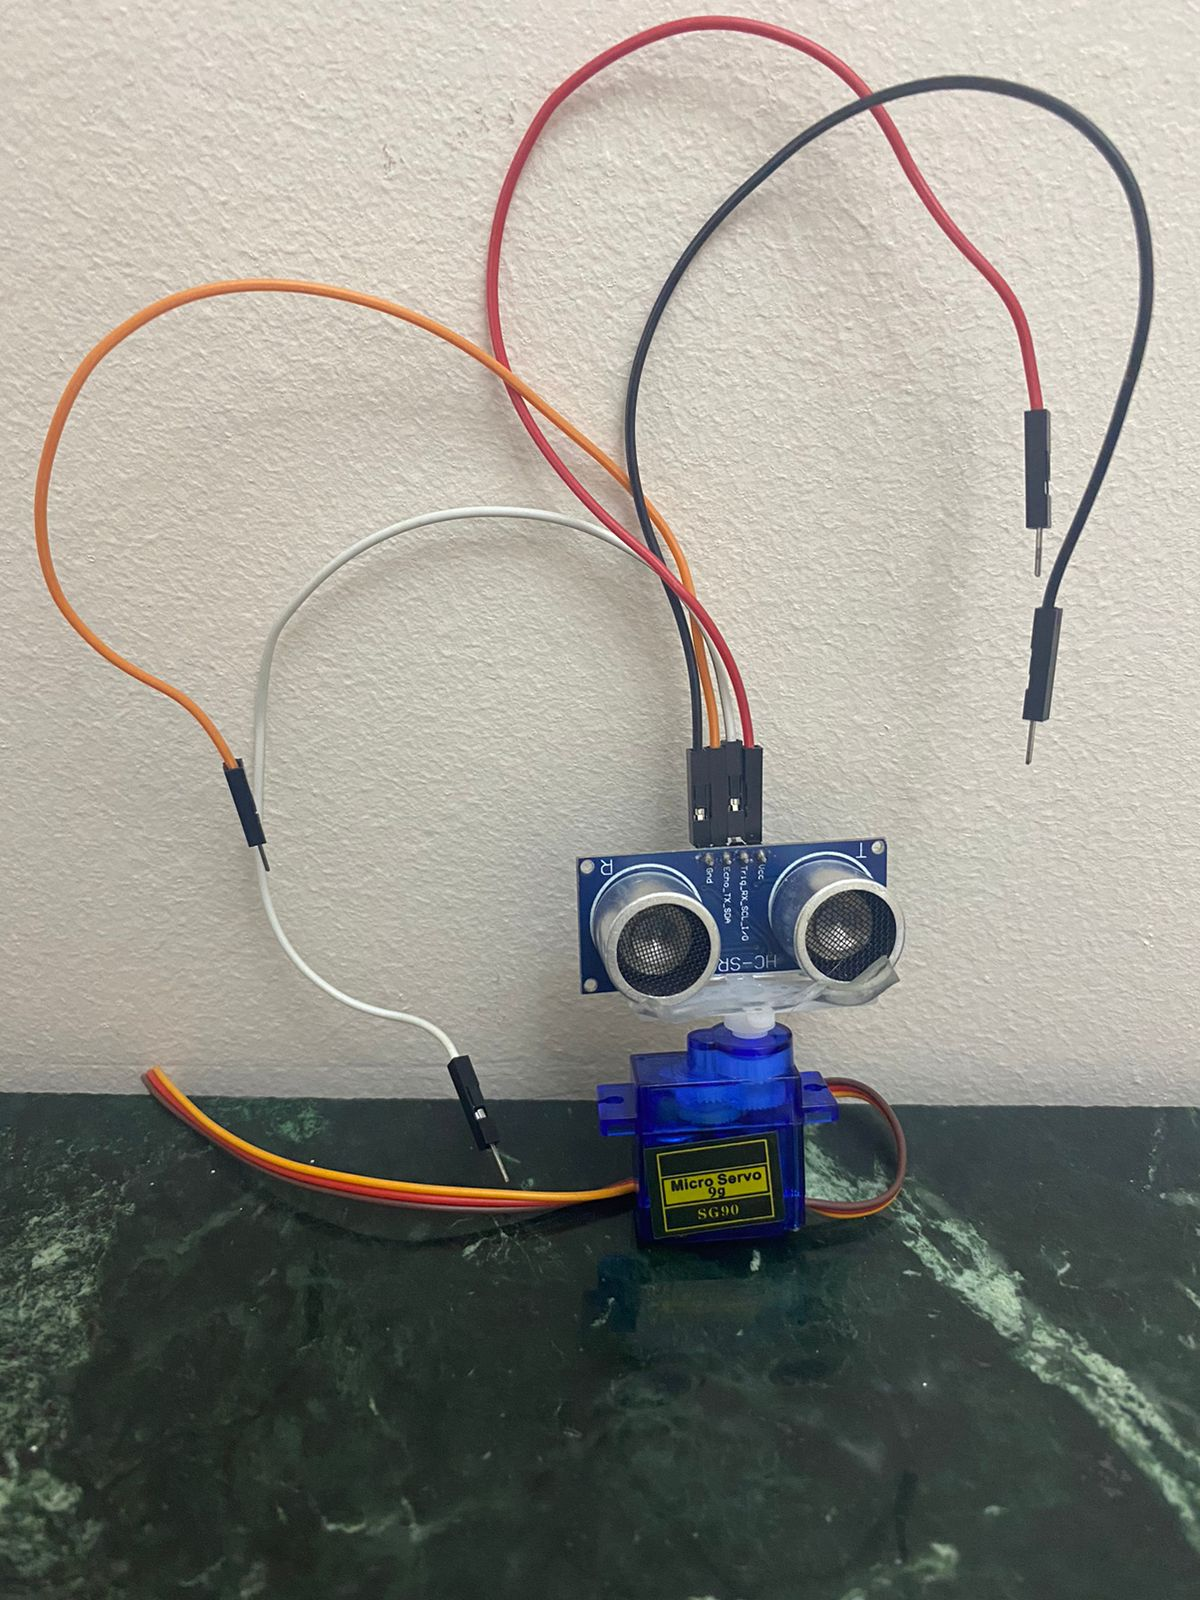 R
T
Gnd
Echo_TX_SDA
Trig_RX_SCL_I/O
Vcc
HC-SR
Micro Servo
9g
SG90